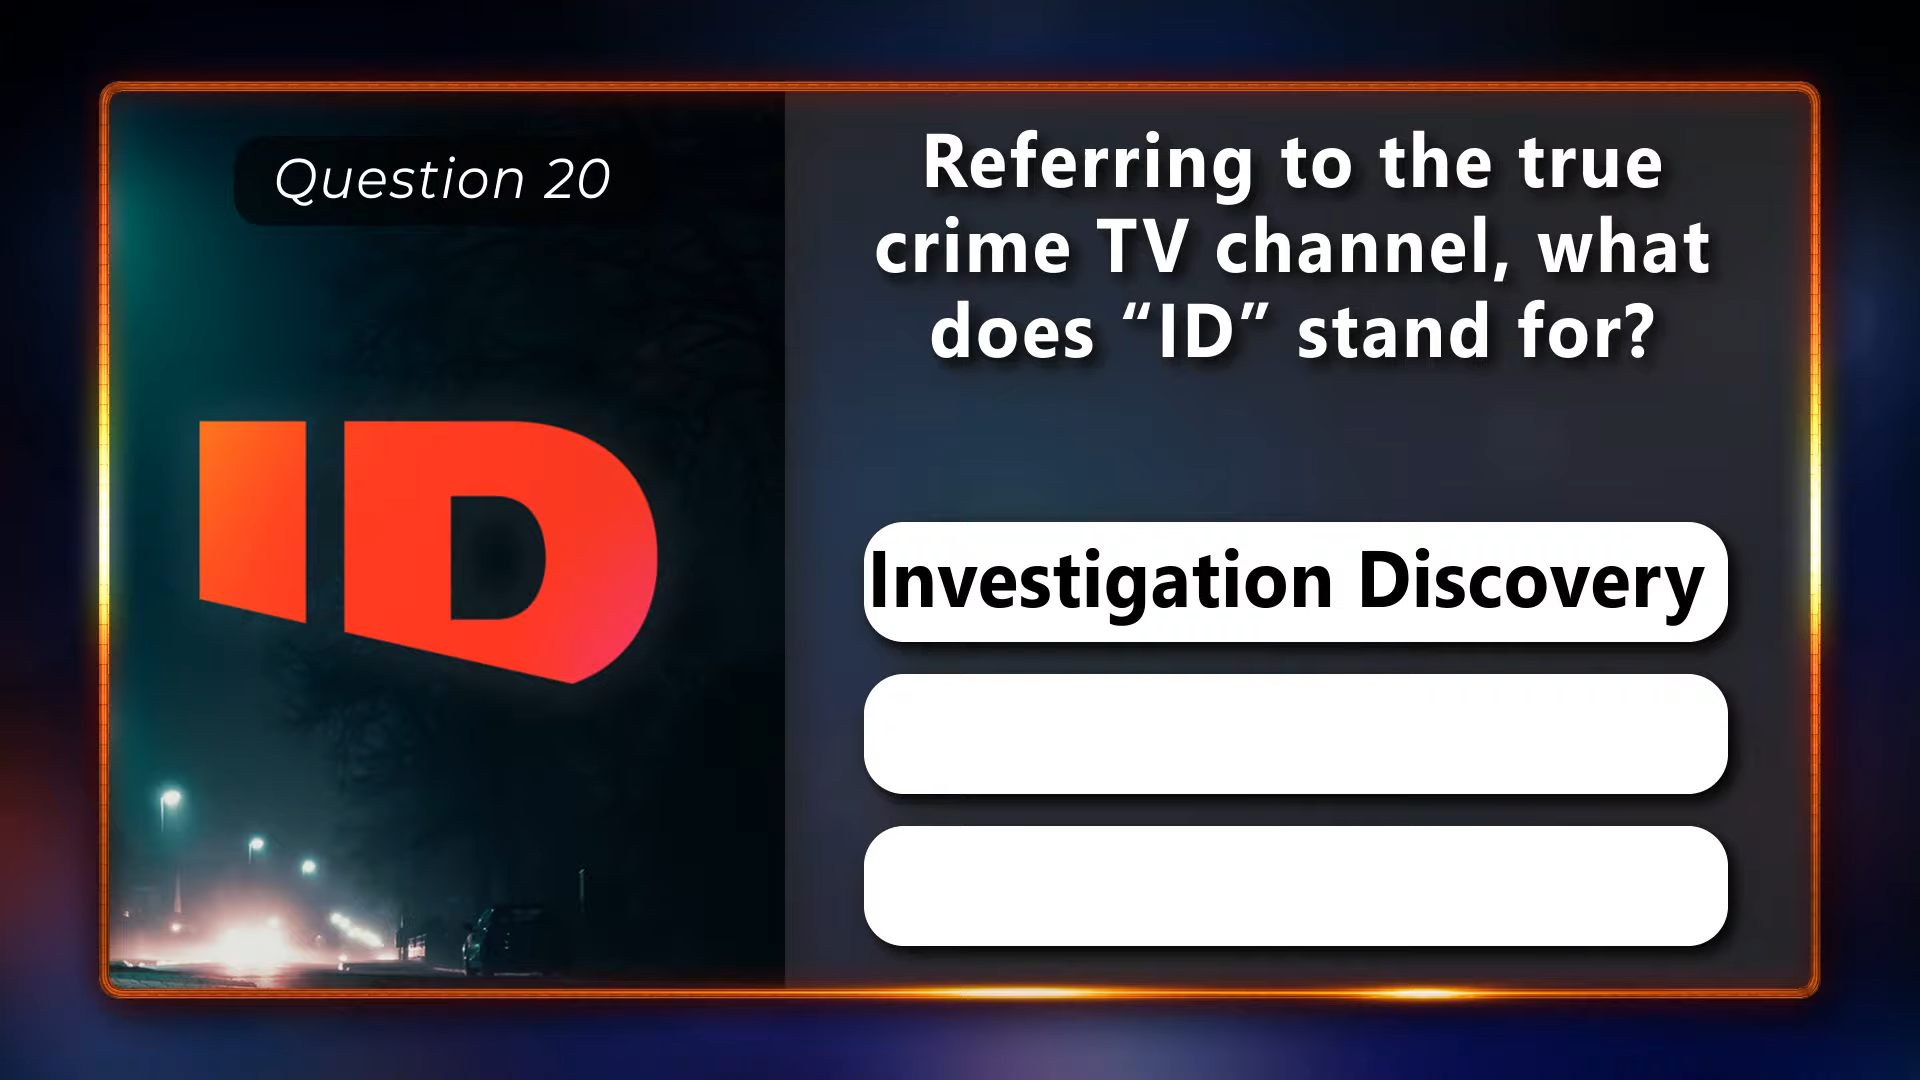 Question 20
Referring to the true
crime TV channel, what
does “ID” stand for?
ID
Investigation Discovery